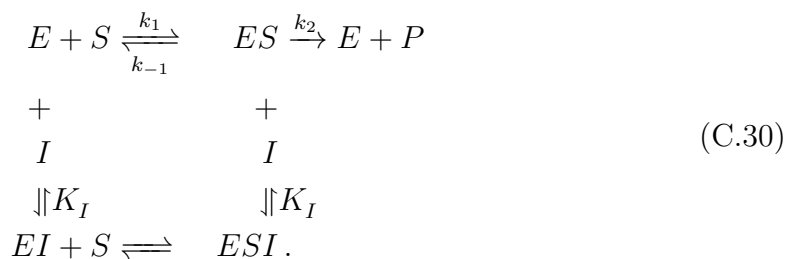 E + S ⇌ ES → E + P
k₁ k₋₁ k₂
+ +
I I (C.30)
⥮ K_I ⥮ K_I
EI + S ⇌ ESI .